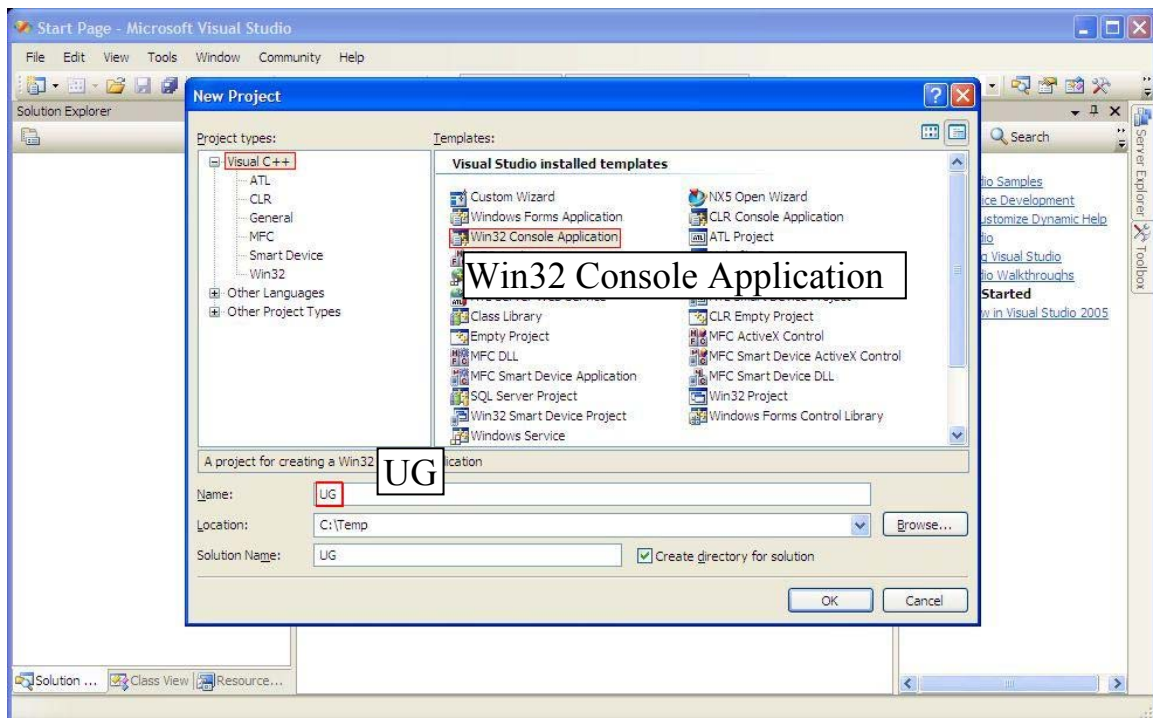 Start Page - Microsoft Visual Studio
File Edit View Tools Window Community Help
Solution Explorer
New Project
Project types:
Visual C++
ATL
CLR
General
MFC
Smart Device
Win32
Other Languages
Other Project Types
Templates:
Visual Studio installed templates
Custom Wizard
NX5 Open Wizard
Windows Forms Application
CLR Console Application
Win32 Console Application
ATL Project
Win32 Console Application
Class Library
CLR Empty Project
Empty Project
MFC ActiveX Control
MFC DLL
MFC Smart Device ActiveX Control
MFC Smart Device Application
MFC Smart Device DLL
SQL Server Project
Win32 Project
Win32 Smart Device Project
Windows Forms Control Library
Windows Service
A project for creating a Win32
UG
Name:
UG
Location:
C:\Temp
Browse...
Solution Name:
UG
Create directory for solution
OK
Cancel
Search
Samples
Development
Customize Dynamic Help
Visual Studio
Walkthroughs
Started
in Visual Studio 2005
Server Explorer
Toolbox
Solution ...
Class View
Resource...